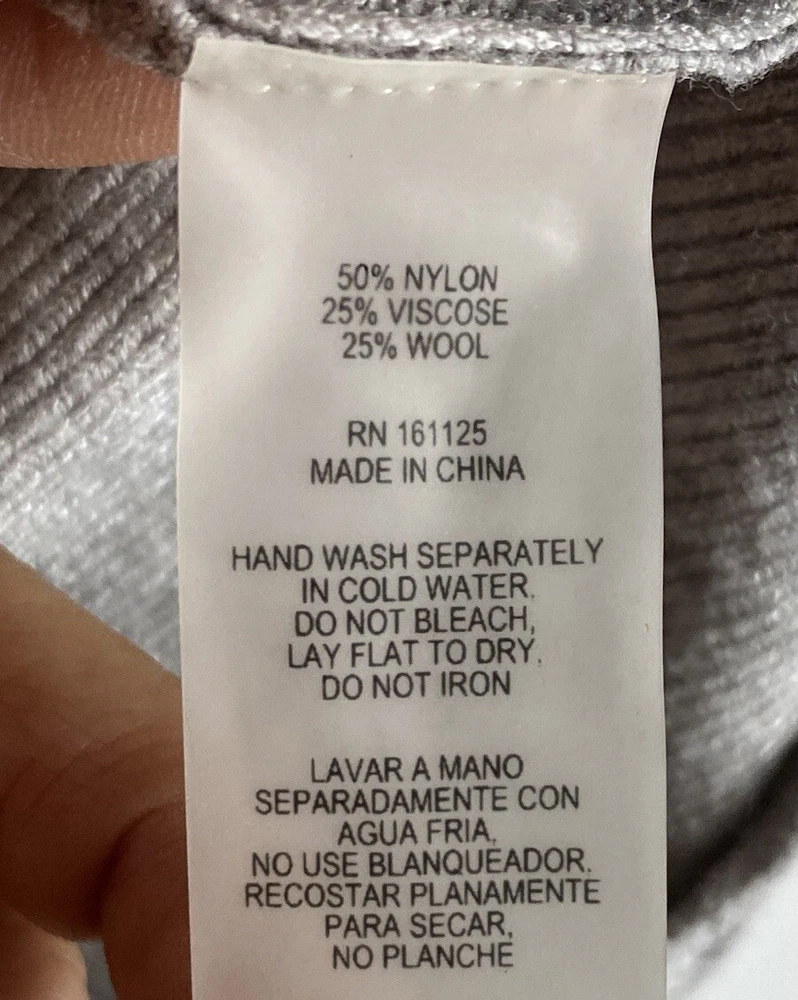 50% NYLON
25% VISCOSE
25% WOOL
RN 161125
MADE IN CHINA
HAND WASH SEPARATELY
IN COLD WATER.
DO NOT BLEACH,
LAY FLAT TO DRY.
DO NOT IRON
LAVAR A MANO
SEPARADAMENTE CON
AGUA FRIA.
NO USE BLANQUEADOR.
RECOSTAR PLANAMENTE
PARA SECAR,
NO PLANCHE